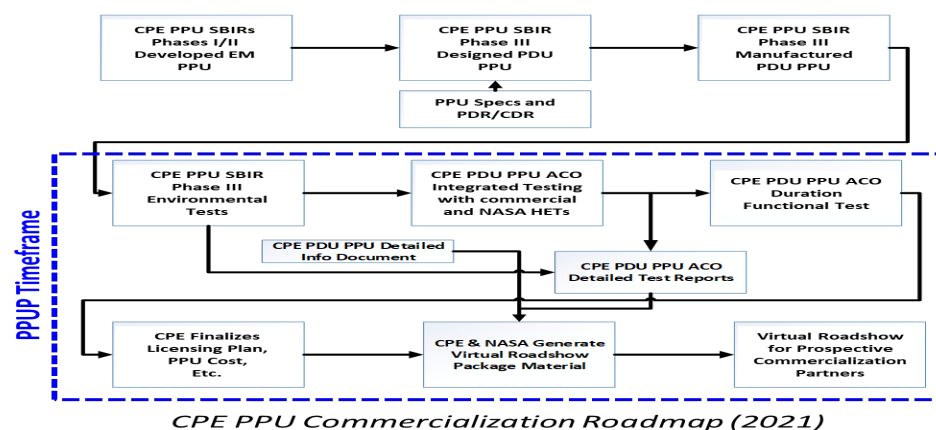 CPE PPU SBIRs
Phases I/II
Developed EM
PPU
CPE PPU SBIR
Phase III
Designed PDU
PPU
CPE PPU SBIR
Phase III
Manufactured
PDU PPU
PPU Specs and
PDR/CDR
PPUP Timeframe
CPE PPU SBIR
Phase III
Environmental
Tests
CPE PDU PPU ACO
Integrated Testing
with commercial
and NASA HETs
CPE PDU PPU ACO
Duration
Functional Test
CPE PDU PPU Detailed
Info Document
CPE PDU PPU ACO
Detailed Test Reports
CPE Finalizes
Licensing Plan,
PPU Cost,
Etc.
CPE & NASA Generate
Virtual Roadshow
Package Material
Virtual Roadshow
for Prospective
Commercialization
Partners
CPE PPU Commercialization Roadmap (2021)